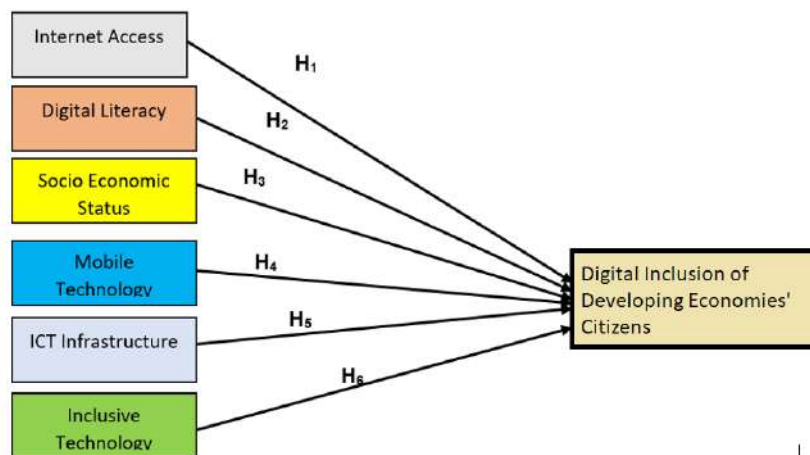 Internet Access
H₁
Digital Literacy
H₂
Socio Economic
Status
H₃
Mobile
Technology
H₄
ICT Infrastructure
H₅
Inclusive
Technology
H₆
Digital Inclusion of
Developing Economies'
Citizens